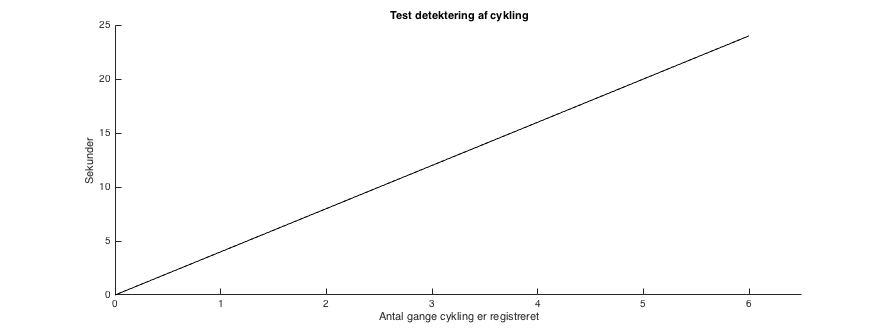 Test detektering af cykling
25
20
15
10
5
0
Sekunder
0 1 2 3 4 5 6
Antal gange cykling er registreret